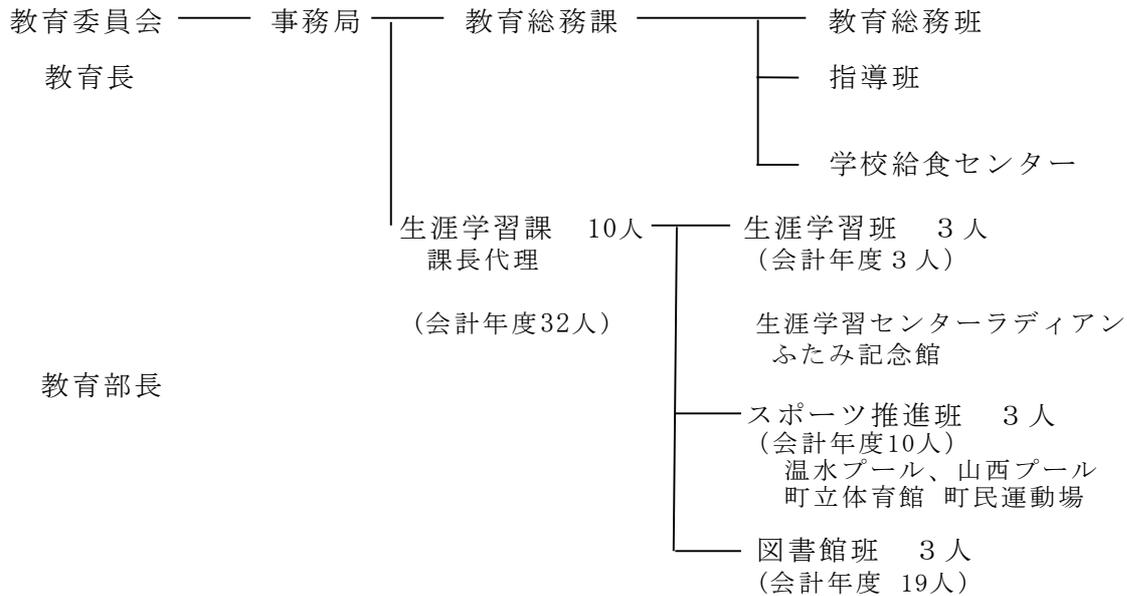 教育委員会 事務局 教育総務課 教育総務班
教育長 指導班
学校給食センター
生涯学習課 10人 生涯学習班 3人
課長代理 (会計年度3人)
(会計年度32人) 生涯学習センターラディアン
ふたみ記念館
教育部長
スポーツ推進班 3人
(会計年度10人)
温水プール、山西プール
町立体育館 町民運動場
図書館班 3人
(会計年度 19人)